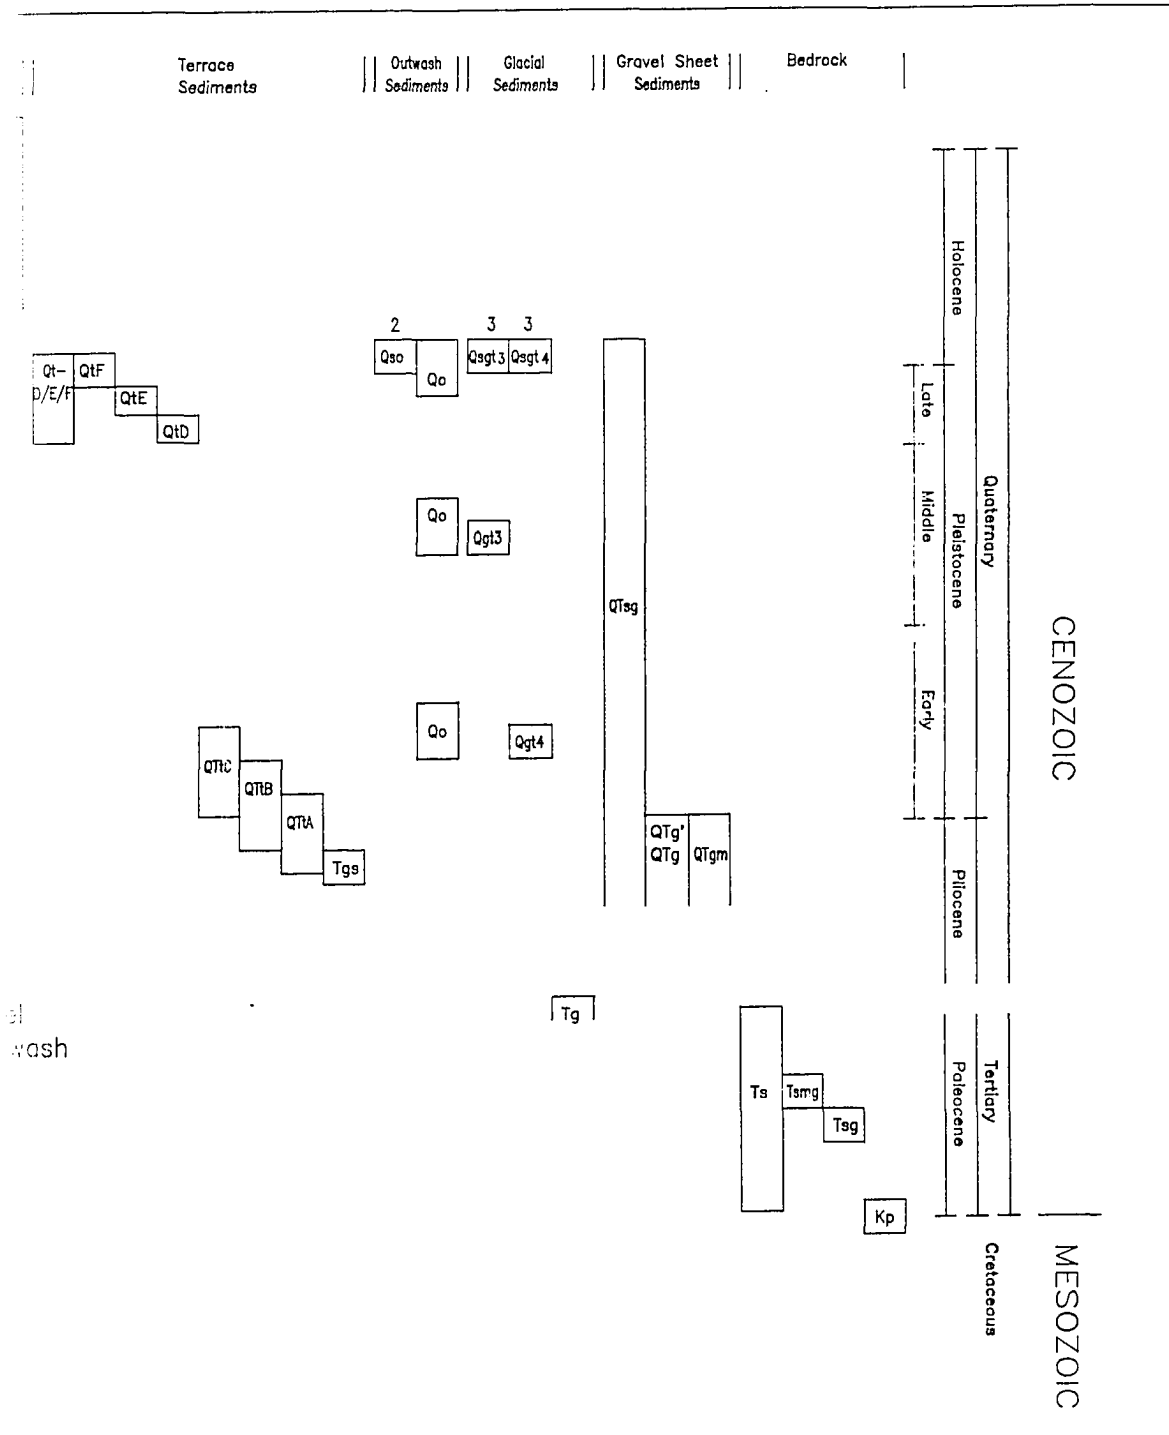 Terrace
Sediments
Outwash
Sediments
Glacial
Sediments
Gravel Sheet
Sediments
Bedrock
Holocene
2
3
3
Qso
Qo
Qsgt3
Qsgt4
Qt-
D/E/F
QtF
QtE
QtD
Late
Qo
Qgt3
Middle
Pleistocene
Quaternary
QTsg
CENOZOIC
Early
Qo
Qgt4
QTtC
QTtB
QTtA
Tgs
QTg'
QTg
QTgm
Pliocene
Tg
wash
Ts
Tsmg
Tsg
Paleocene
Tertiary
Kp
Cretaceous
MESOZOIC